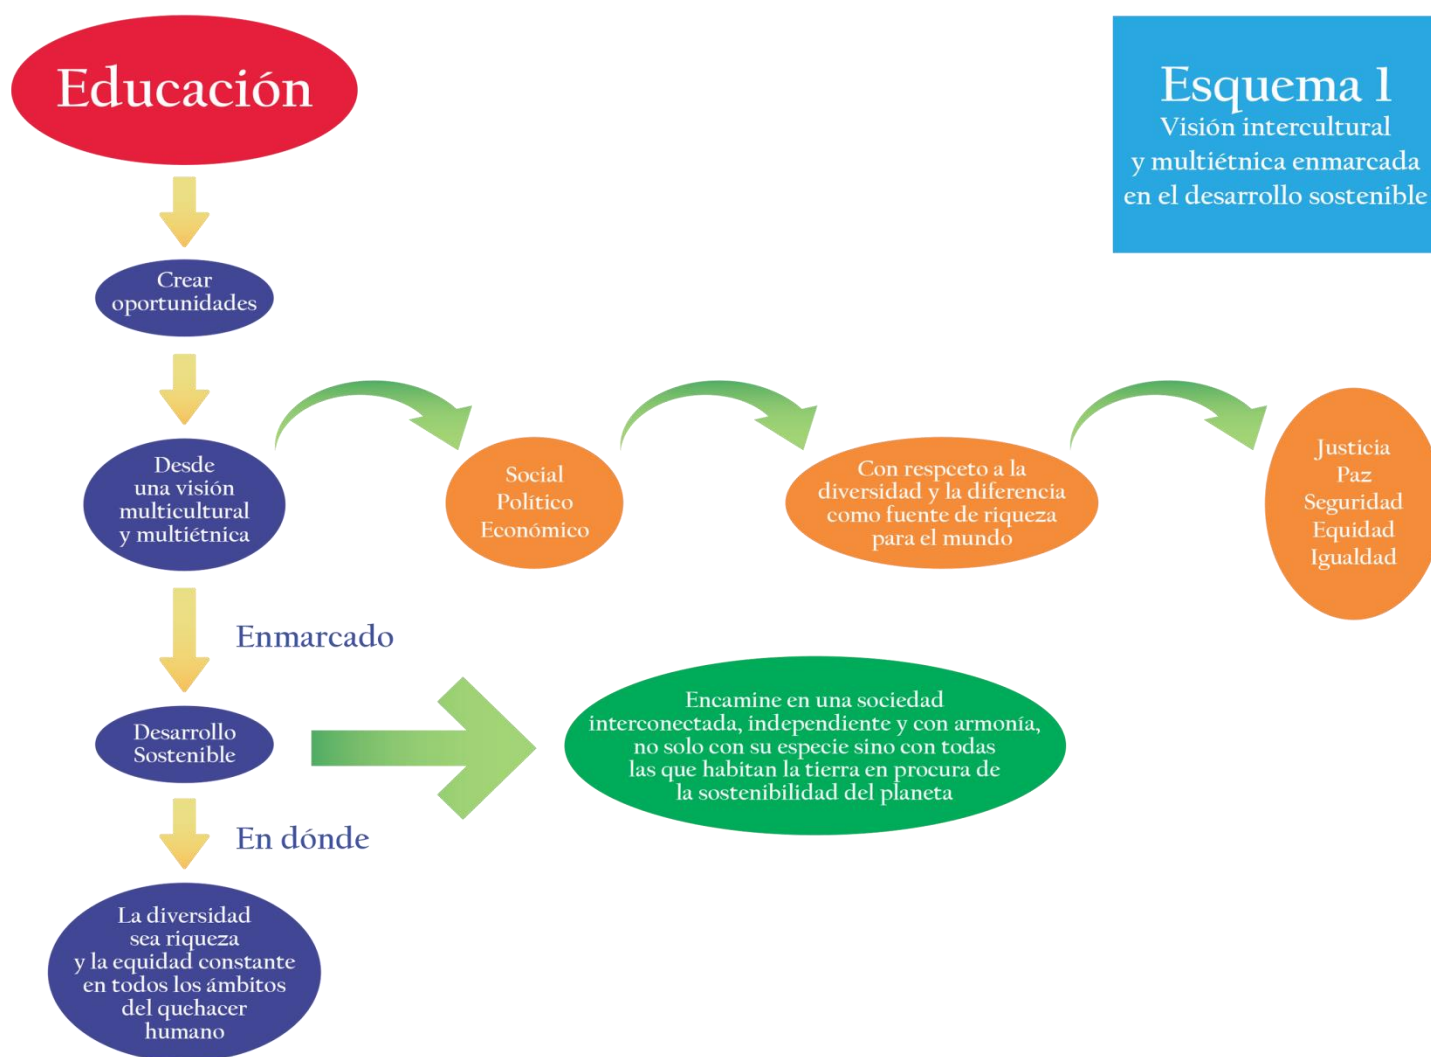 Educación
Esquema 1
Visión intercultural
y multiétnica enmarcada
en el desarrollo sostenible
Crear
oportunidades
Desde
una visión
multicultural
y multiétnica
Social
Político
Económico
Con respceto a la
diversidad y la diferencia
como fuente de riqueza
para el mundo
Justicia
Paz
Seguridad
Equidad
Igualdad
Enmarcado
Desarrollo
Sostenible
Encamine en una sociedad
interconectada, independiente y con armonía,
no solo con su especie sino con todas
las que habitan la tierra en procura de
la sostenibilidad del planeta
En dónde
La diversidad
sea riqueza
y la equidad constante
en todos los ámbitos
del quehacer
humano